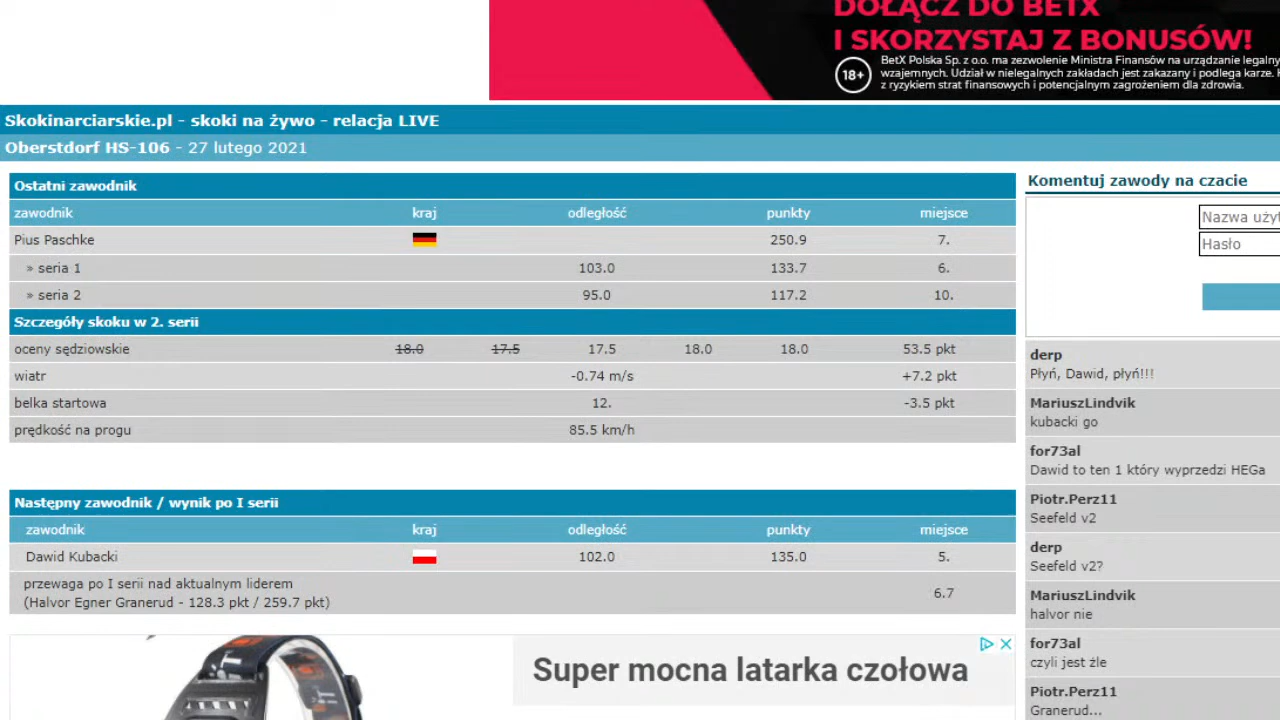 DOŁĄCZ DO BETX
I SKORZYSTAJ Z BONUSÓW!
18+
BetX Polska Sp. z o.o. ma zezwolenie Ministra Finansów na urządzanie
wzajemnych. Udział w nielegalnych zakładach jest zakazany i podlega karze.
z ryzykiem strat finansowych i potencjalnym zagrożeniem dla zdrowia.
Skokinarciarskie.pl - skoki na żywo - relacja LIVE
Oberstdorf HS-106 - 27 lutego 2021
Ostatni zawodnik
zawodnik kraj odległość punkty miejsce
Pius Paschke 250.9 7.
» seria 1 103.0 133.7 6.
» seria 2 95.0 117.2 10.
Szczegóły skoku w 2. serii
oceny sędziowskie 18.0 17.5 17.5 18.0 18.0 53.5 pkt
wiatr -0.74 m/s +7.2 pkt
belka startowa 12. -3.5 pkt
prędkość na progu 85.5 km/h
Następny zawodnik / wynik po I serii
zawodnik kraj odległość punkty miejsce
Dawid Kubacki 102.0 135.0 5.
przewaga po I serii nad aktualnym liderem
(Halvor Egner Granerud - 128.3 pkt / 259.7 pkt) 6.7
Super mocna latarka czołowa
Komentuj zawody na czacie
Nazwa uży
Hasło
derp
Płyń, Dawid, płyń!!!
MariuszLindvik
kubacki go
for73al
Dawid to ten 1 który wyprzedzi HEGa
Piotr.Perz11
Seefeld v2
derp
Seefeld v2?
MariuszLindvik
halvor nie
for73al
czyli jest żle
Piotr.Perz11
Granerud...